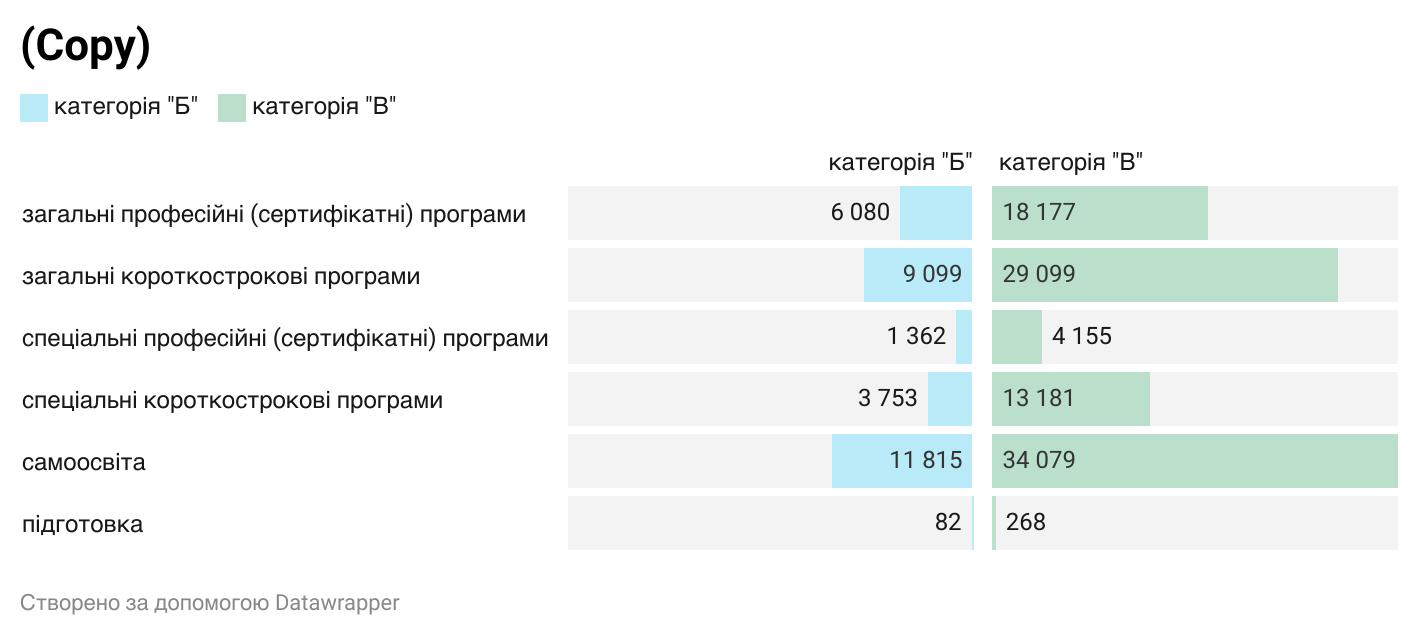 (Copy)
категорія "Б" категорія "В"
категорія "Б" категорія "В"
загальні професійні (сертифікатні) програми 6 080 18 177
загальні короткострокові програми 9 099 29 099
спеціальні професійні (сертифікатні) програми 1 362 4 155
спеціальні короткострокові програми 3 753 13 181
самоосвіта 11 815 34 079
підготовка 82 268
Створено за допомогою Datawrapper